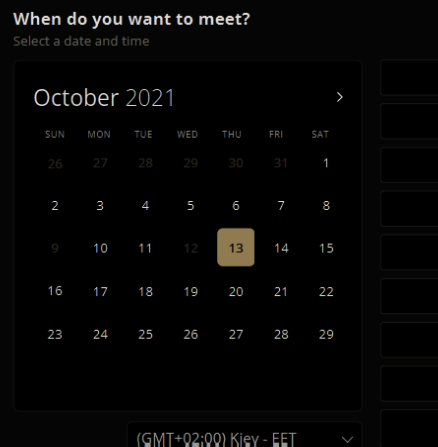 When do you want to meet?
Select a date and time
October 2021
SUN MON TUE WED THU FRI SAT
26 27 28 29 30 31 1
2 3 4 5 6 7 8
9 10 11 12 13 14 15
16 17 18 19 20 21 22
23 24 25 26 27 28 29
(GMT+02:00) Kiev - EET